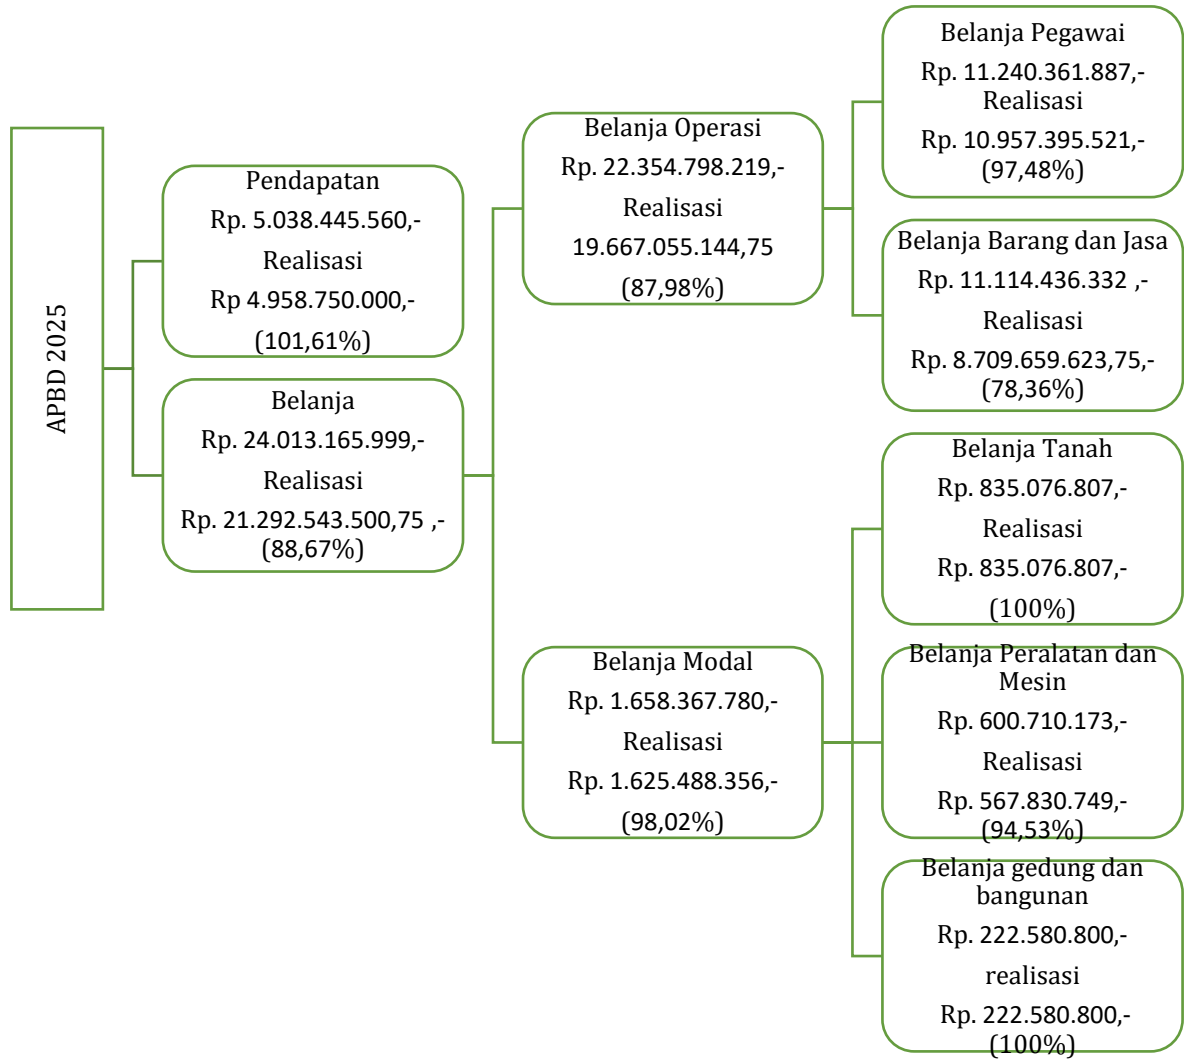 APBD 2025
Pendapatan
Rp. 5.038.445.560,-
Realisasi
Rp 4.958.750.000,-
(101,61%)
Belanja
Rp. 24.013.165.999,-
Realisasi
Rp. 21.292.543.500,75 ,-
(88,67%)
Belanja Operasi
Rp. 22.354.798.219,-
Realisasi
19.667.055.144,75
(87,98%)
Belanja Pegawai
Rp. 11.240.361.887,-
Realisasi
Rp. 10.957.395.521,-
(97,48%)
Belanja Barang dan Jasa
Rp. 11.114.436.332 ,-
Realisasi
Rp. 8.709.659.623,75,-
(78,36%)
Belanja Modal
Rp. 1.658.367.780,-
Realisasi
Rp. 1.625.488.356,-
(98,02%)
Belanja Tanah
Rp. 835.076.807,-
Realisasi
Rp. 835.076.807,-
(100%)
Belanja Peralatan dan
Mesin
Rp. 600.710.173,-
Realisasi
Rp. 567.830.749,-
(94,53%)
Belanja gedung dan
bangunan
Rp. 222.580.800,-
realisasi
Rp. 222.580.800,-
(100%)